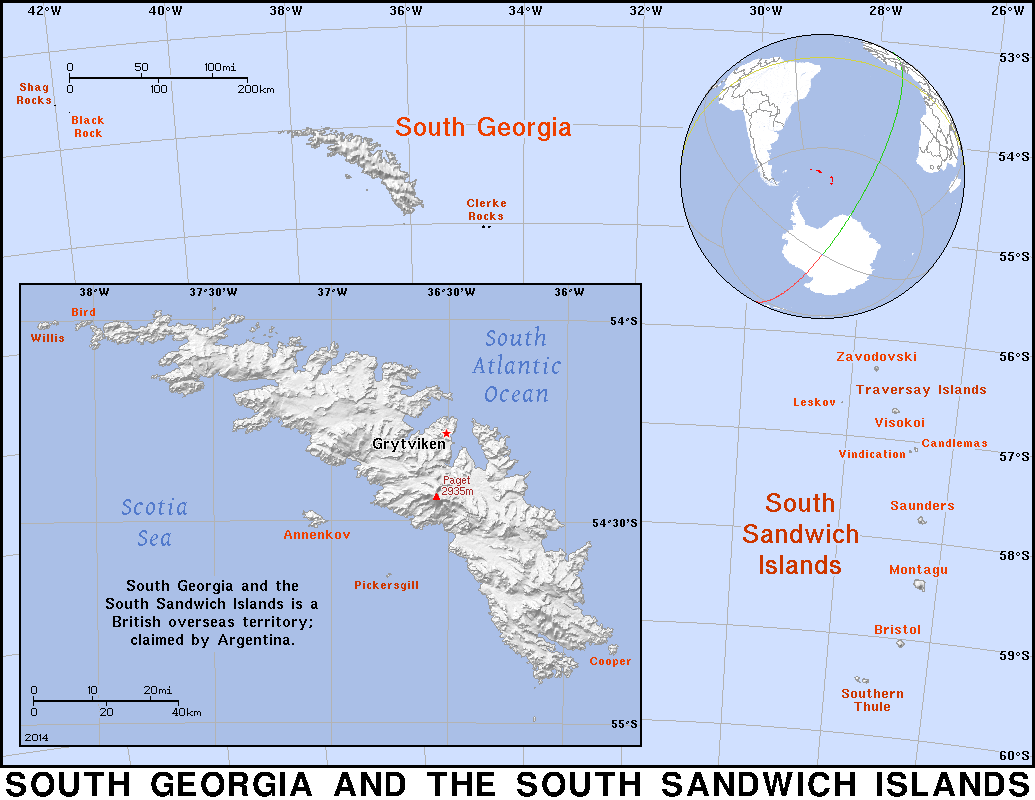 42°W 40°W 38°W 36°W 34°W 32°W 30°W 28°W 26°W
53°S
0 50 100mi
0 100 200km
Shag
Rocks
Black
Rock
South Georgia
54°S
Clerke
Rocks
55°S
38°W 37°30'W 37°W 36°30'W 36°W
Bird
Willis
54°S
South
Atlantic
Ocean
Grytviken
Paget
2935m
Scotia
Sea
54°30'S
Annenkov
Pickersgill
South Georgia and the
South Sandwich Islands is a
British overseas territory;
claimed by Argentina.
Cooper
0 10 20mi
0 20 40km
55°S
2014
56°S
Zavodovski
Traversay Islands
Leskov
Visokoi
Candlemas
Vindication
57°S
South
Sandwich
Islands
Saunders
58°S
Montagu
Bristol
59°S
Southern
Thule
60°S
SOUTH GEORGIA AND THE SOUTH SANDWICH ISLANDS